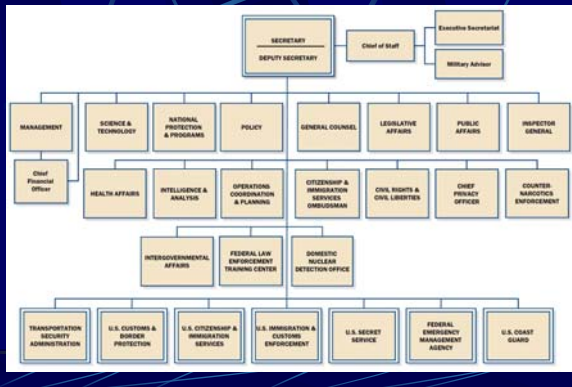 SECRETARY
DEPUTY SECRETARY
Chief of Staff
Executive Secretariat
Military Advisor
MANAGEMENT
SCIENCE &
TECHNOLOGY
NATIONAL
PROTECTION
& PROGRAMS
POLICY
GENERAL COUNSEL
LEGISLATIVE
AFFAIRS
PUBLIC
AFFAIRS
INSPECTOR
GENERAL
Chief
Financial
Officer
HEALTH AFFAIRS
INTELLIGENCE &
ANALYSIS
OPERATIONS
COORDINATION
& PLANNING
CITIZENSHIP &
IMMIGRATION
SERVICES
OMBUDSMAN
CIVIL RIGHTS &
CIVIL LIBERTIES
CHIEF
PRIVACY
OFFICER
COUNTER-
NARCOTICS
ENFORCEMENT
INTERGOVERNMENTAL
AFFAIRS
FEDERAL LAW
ENFORCEMENT
TRAINING CENTER
DOMESTIC
NUCLEAR
DETECTION OFFICE
TRANSPORTATION
SECURITY
ADMINISTRATION
U.S. CUSTOMS &
BORDER
PROTECTION
U.S. CITIZENSHIP &
IMMIGRATION
SERVICES
U.S. IMMIGRATION &
CUSTOMS
ENFORCEMENT
U.S. SECRET
SERVICE
FEDERAL
EMERGENCY
MANAGEMENT
AGENCY
U.S. COAST
GUARD